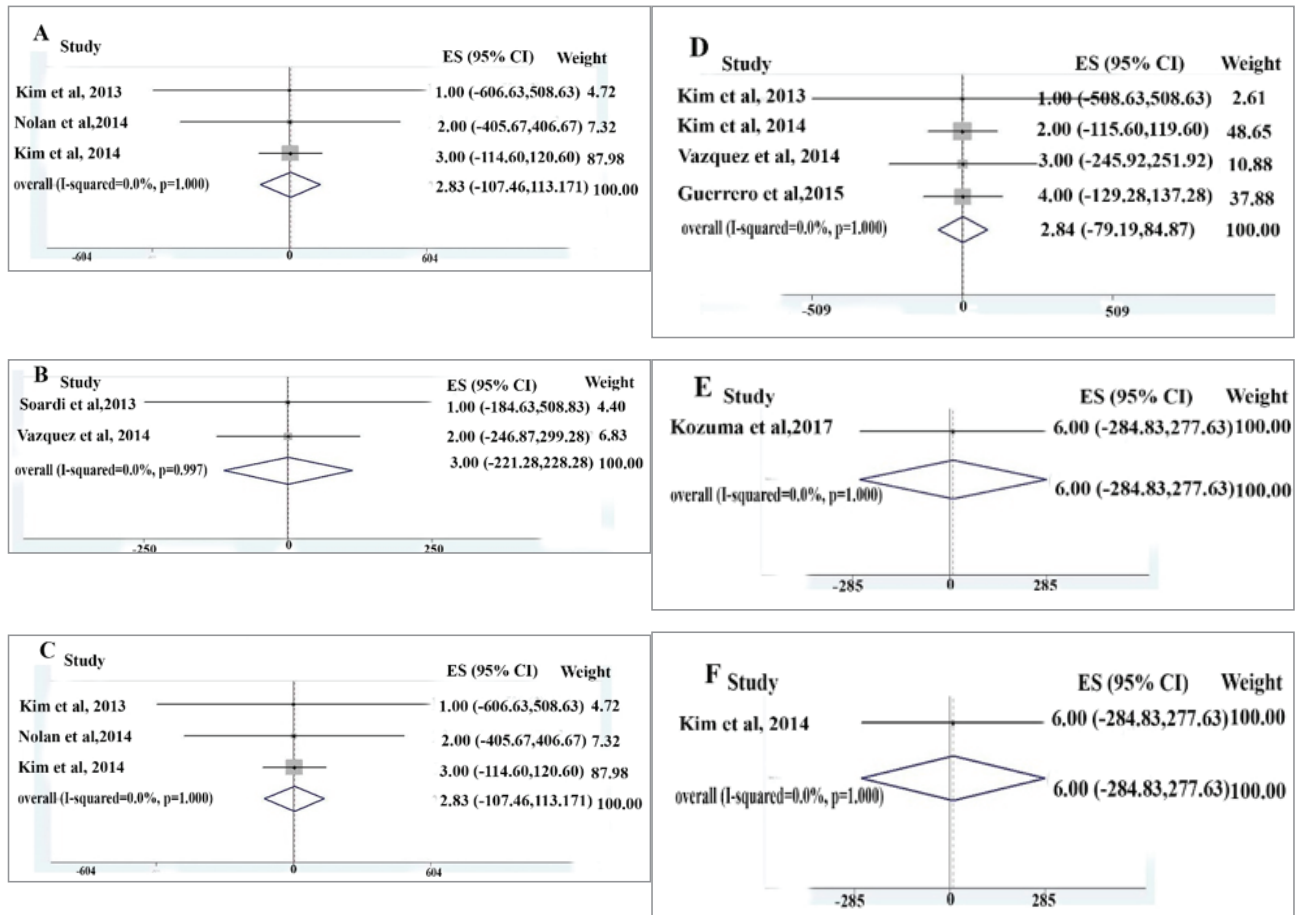 A
Study
ES (95% CI) Weight
Kim et al, 2013 1.00 (-606.63,508.63) 4.72
Nolan et al,2014 2.00 (-405.67,406.67) 7.32
Kim et al, 2014 3.00 (-114.60,120.60) 87.98
overall (I-squared=0.0%, p=1.000) 2.83 (-107.46,113.171) 100.00
-604 0 604
B
Study
ES (95% CI) Weight
Soardi et al,2013 1.00 (-184.63,508.83) 4.40
Vazquez et al, 2014 2.00 (-246.87,299.28) 6.83
overall (I-squared=0.0%, p=0.997) 3.00 (-221.28,228.28) 100.00
-250 0 250
C
Study
ES (95% CI) Weight
Kim et al, 2013 1.00 (-606.63,508.63) 4.72
Nolan et al,2014 2.00 (-405.67,406.67) 7.32
Kim et al, 2014 3.00 (-114.60,120.60) 87.98
overall (I-squared=0.0%, p=1.000) 2.83 (-107.46,113.171) 100.00
-604 0 604
D
Study ES (95% CI) Weight
Kim et al, 2013 1.00 (-508.63,508.63) 2.61
Kim et al, 2014 2.00 (-115.60,119.60) 48.65
Vazquez et al, 2014 3.00 (-245.92,251.92) 10.88
Guerrero et al,2015 4.00 (-129.28,137.28) 37.88
overall (I-squared=0.0%, p=1.000) 2.84 (-79.19,84.87) 100.00
-509 0 509
E
Study ES (95% CI) Weight
Kozuma et al,2017 6.00 (-284.83,277.63)100.00
overall (I-squared=0.0%, p=1.000) 6.00 (-284.83,277.63)100.00
-285 0 285
F
Study ES (95% CI) Weight
Kim et al, 2014 6.00 (-284.83,277.63)100.00
overall (I-squared=0.0%, p=1.000) 6.00 (-284.83,277.63)100.00
-285 0 285